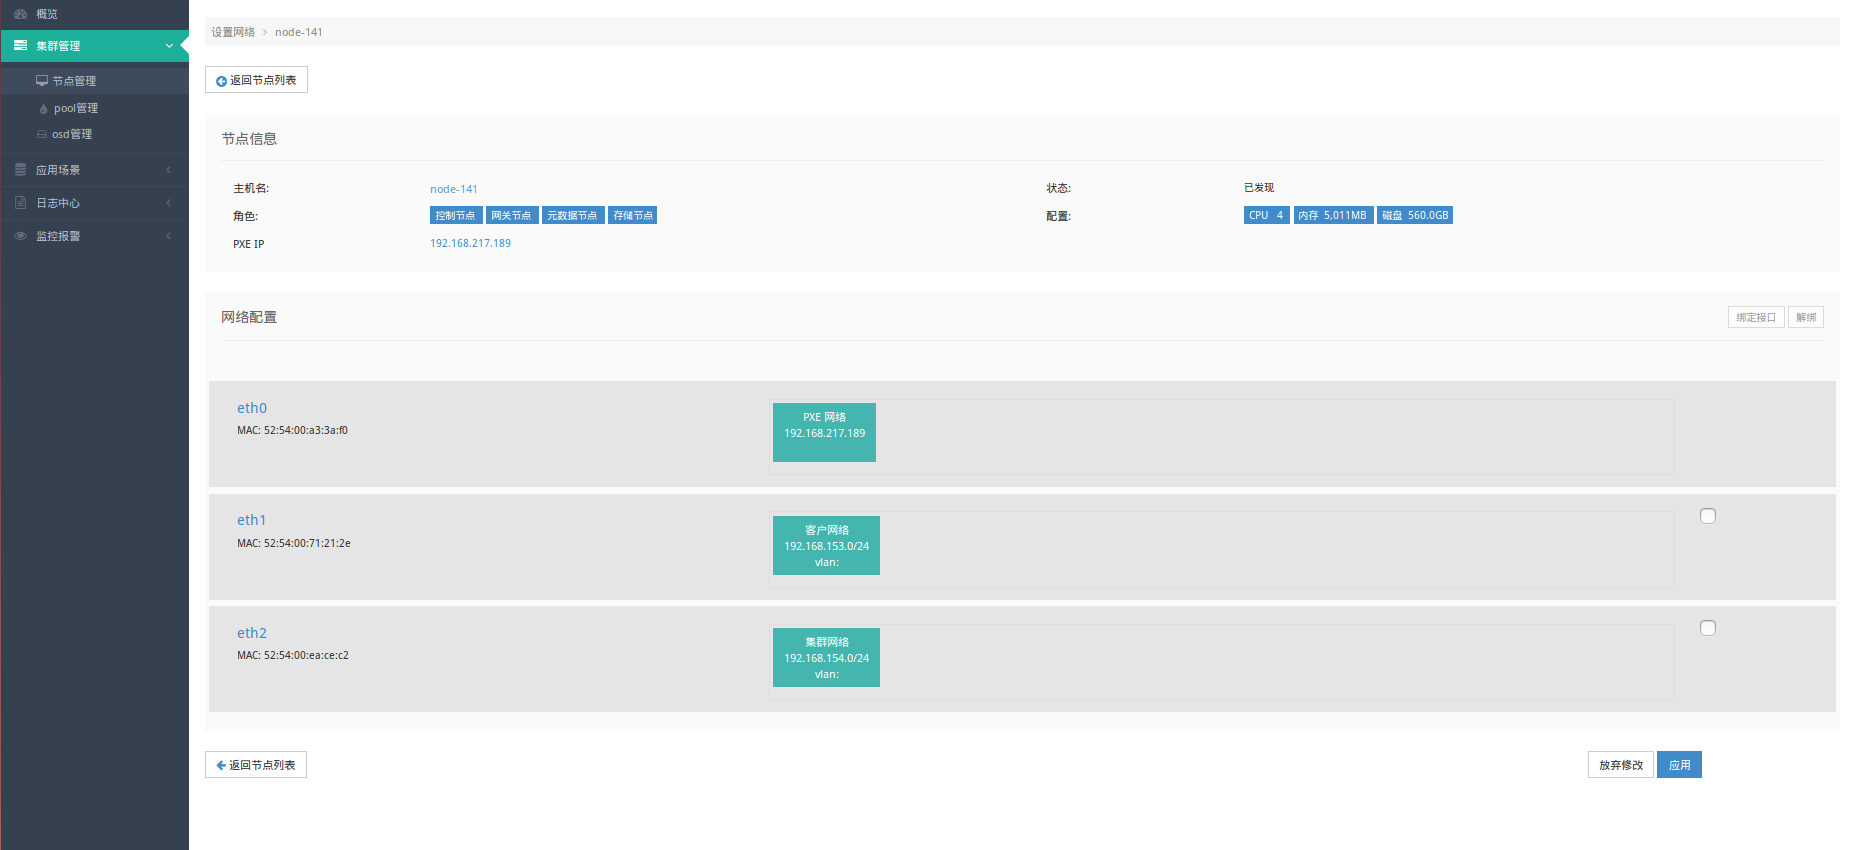 概览
集群管理
节点管理
pool管理
osd管理
应用场景
日志中心
监控报警
设置网络 > node-141
返回节点列表
节点信息
主机名: node-141 状态: 已发现
角色: 控制节点 网关节点 元数据节点 存储节点 配置: CPU 4 内存 5,011MB 磁盘 560.0GB
PXE IP 192.168.217.189
网络配置 绑定接口 解绑
eth0
MAC: 52:54:00:a3:3a:f0
PXE 网络
192.168.217.189
eth1
MAC: 52:54:00:71:21:2e
客户网络
192.168.153.0/24
vlan:
eth2
MAC: 52:54:00:ea:ce:c2
集群网络
192.168.154.0/24
vlan:
返回节点列表 放弃修改 应用